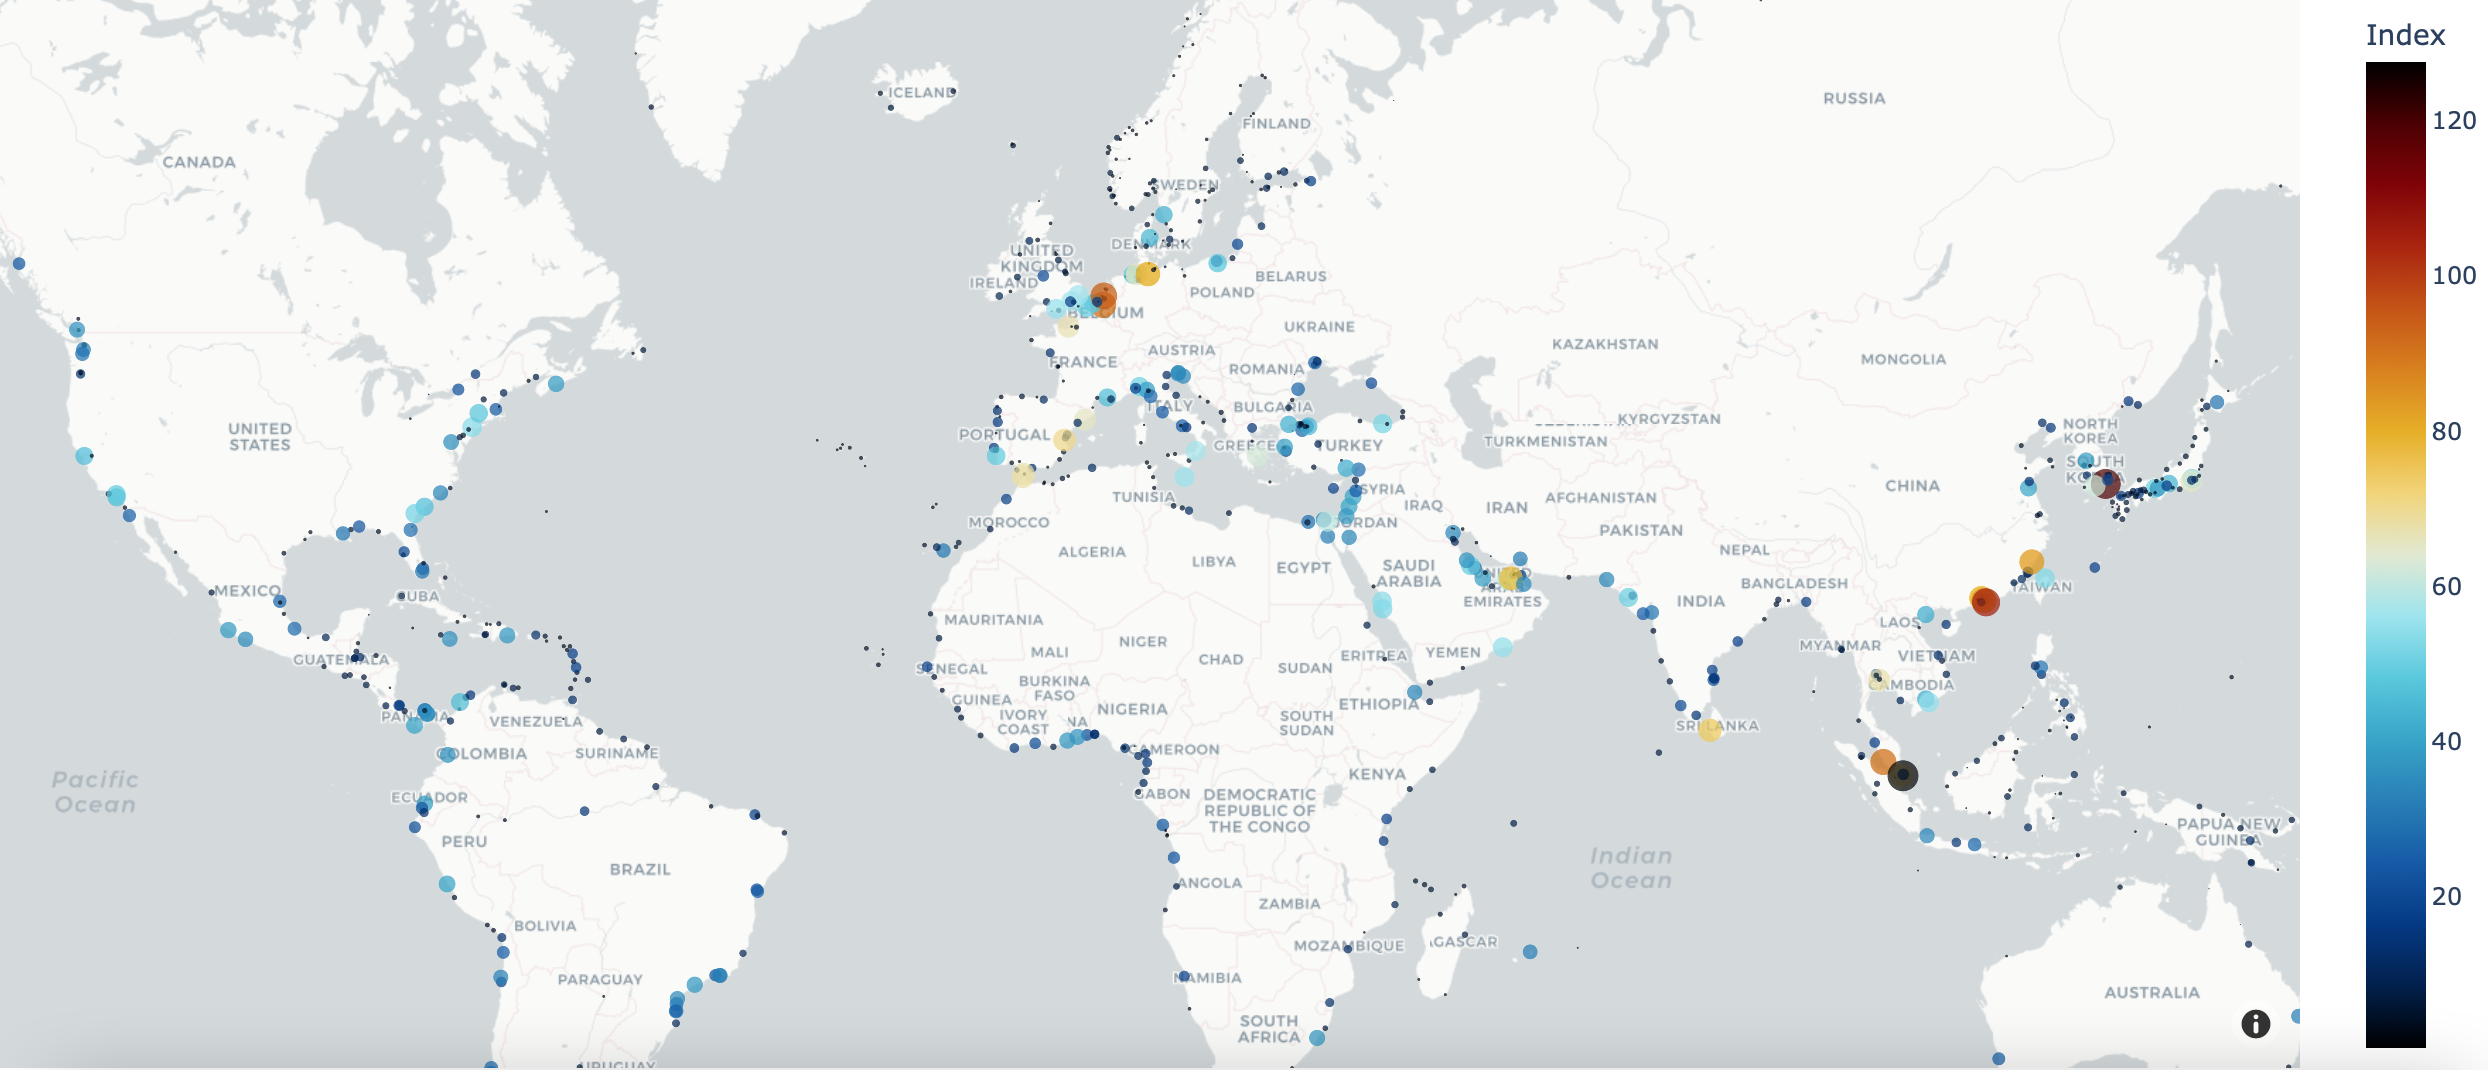 Index
120
100
80
60
40
20
ICELAND
RUSSIA
FINLAND
CANADA
SWEDEN
DENMARK
UNITED
KINGDOM
IRELAND
BELARUS
POLAND
BELGIUM
UKRAINE
AUSTRIA
KAZAKHSTAN
MONGOLIA
FRANCE
ROMANIA
ITALY
BULGARIA
KYRGYZSTAN
UNITED
STATES
PORTUGAL
GREECE
TURKEY
TURKMENISTAN
NORTH
KOREA
SOUTH
SYRIA
CHINA
TUNISIA
IRAQ
IRAN
AFGHANISTAN
MOROCCO
JORDAN
PAKISTAN
ALGERIA
LIBYA
EGYPT
SAUDI
ARABIA
NEPAL
BANGLADESH
MEXICO
CUBA
EMIRATES
INDIA
TAIWAN
MAURITANIA
NIGER
LAOS
MALI
CHAD
SUDAN
ERITREA
YEMEN
MYANMAR
VIETNAM
GUATEMALA
SENEGAL
BURKINA
FASO
CAMBODIA
GUINEA
IVORY
COAST
NA
NIGERIA
SOUTH
SUDAN
ETHIOPIA
PANAMA
VENEZUELA
SRI LANKA
COLOMBIA
SURINAME
CAMEROON
KENYA
Pacific
Ocean
ECUADOR
GABON
DEMOCRATIC
REPUBLIC OF
THE CONGO
PAPUA NEW
GUINEA
PERU
BRAZIL
Indian
Ocean
ANGOLA
ZAMBIA
BOLIVIA
MOZAMBIQUE
AGASCAR
PARAGUAY
NAMIBIA
AUSTRALIA
SOUTH
AFRICA
URUGUAY